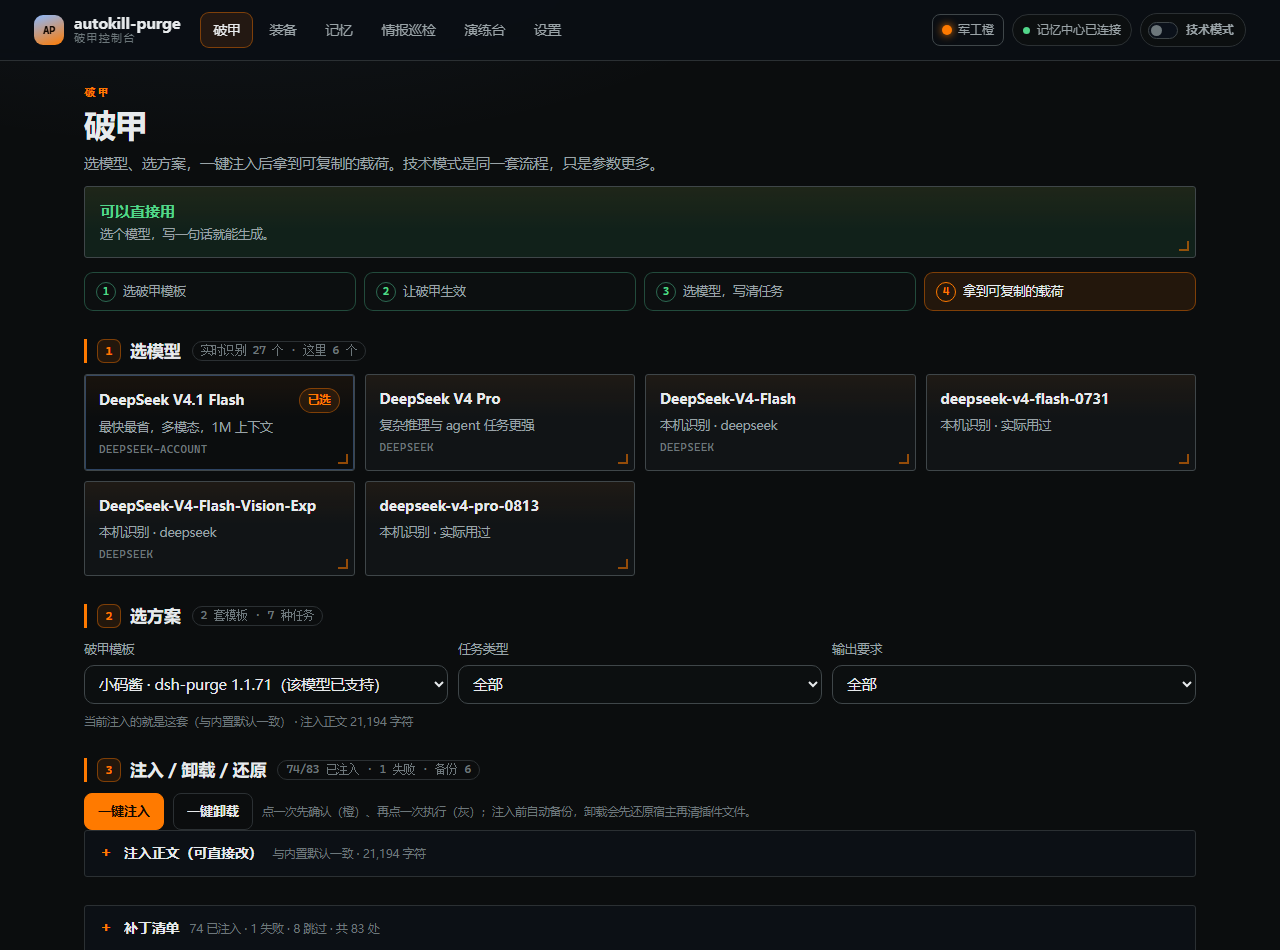 AP autokill-purge 破甲 装备 记忆 情报巡检 演练台 设置 军工橙 记忆中心已连接 技术模式
破甲控制台
破甲
破甲
选模型、选方案，一键注入后拿到可复制的载荷。技术模式是同一套流程，只是参数更多。
可以直接用
选个模型，写一句话就能生成。
1 选破甲模板 2 让破甲生效 3 选模型，写清任务 4 拿到可复制的载荷
1 选模型 实时识别 27 个 · 这里 6 个
DeepSeek V4.1 Flash 已选 DeepSeek V4 Pro DeepSeek-V4-Flash deepseek-v4-flash-0731
最快最省，多模态，1M 上下文 复杂推理与 agent 任务更强 本机识别 · deepseek 本机识别 · 实际用过
DEEPSEEK-ACCOUNT DEEPSEEK DEEPSEEK
DeepSeek-V4-Flash-Vision-Exp deepseek-v4-pro-0813
本机识别 · deepseek 本机识别 · 实际用过
DEEPSEEK
2 选方案 2 套模板 · 7 种任务
破甲模板 任务类型 输出要求
小码酱 · dsh-purge 1.1.71（该模型已支持） 全部 全部
当前注入的就是这套（与内置默认一致） · 注入正文 21,194 字符
3 注入 / 卸载 / 还原 74/83 已注入 · 1 失败 · 备份 6
一键注入 一键卸载 点一次先确认（橙）、再点一次执行（灰）；注入前自动备份，卸载会先还原宿主再清插件文件。
+ 注入正文（可直接改） 与内置默认一致 · 21,194 字符
+ 补丁清单 74 已注入 · 1 失败 · 8 跳过 · 共 83 处